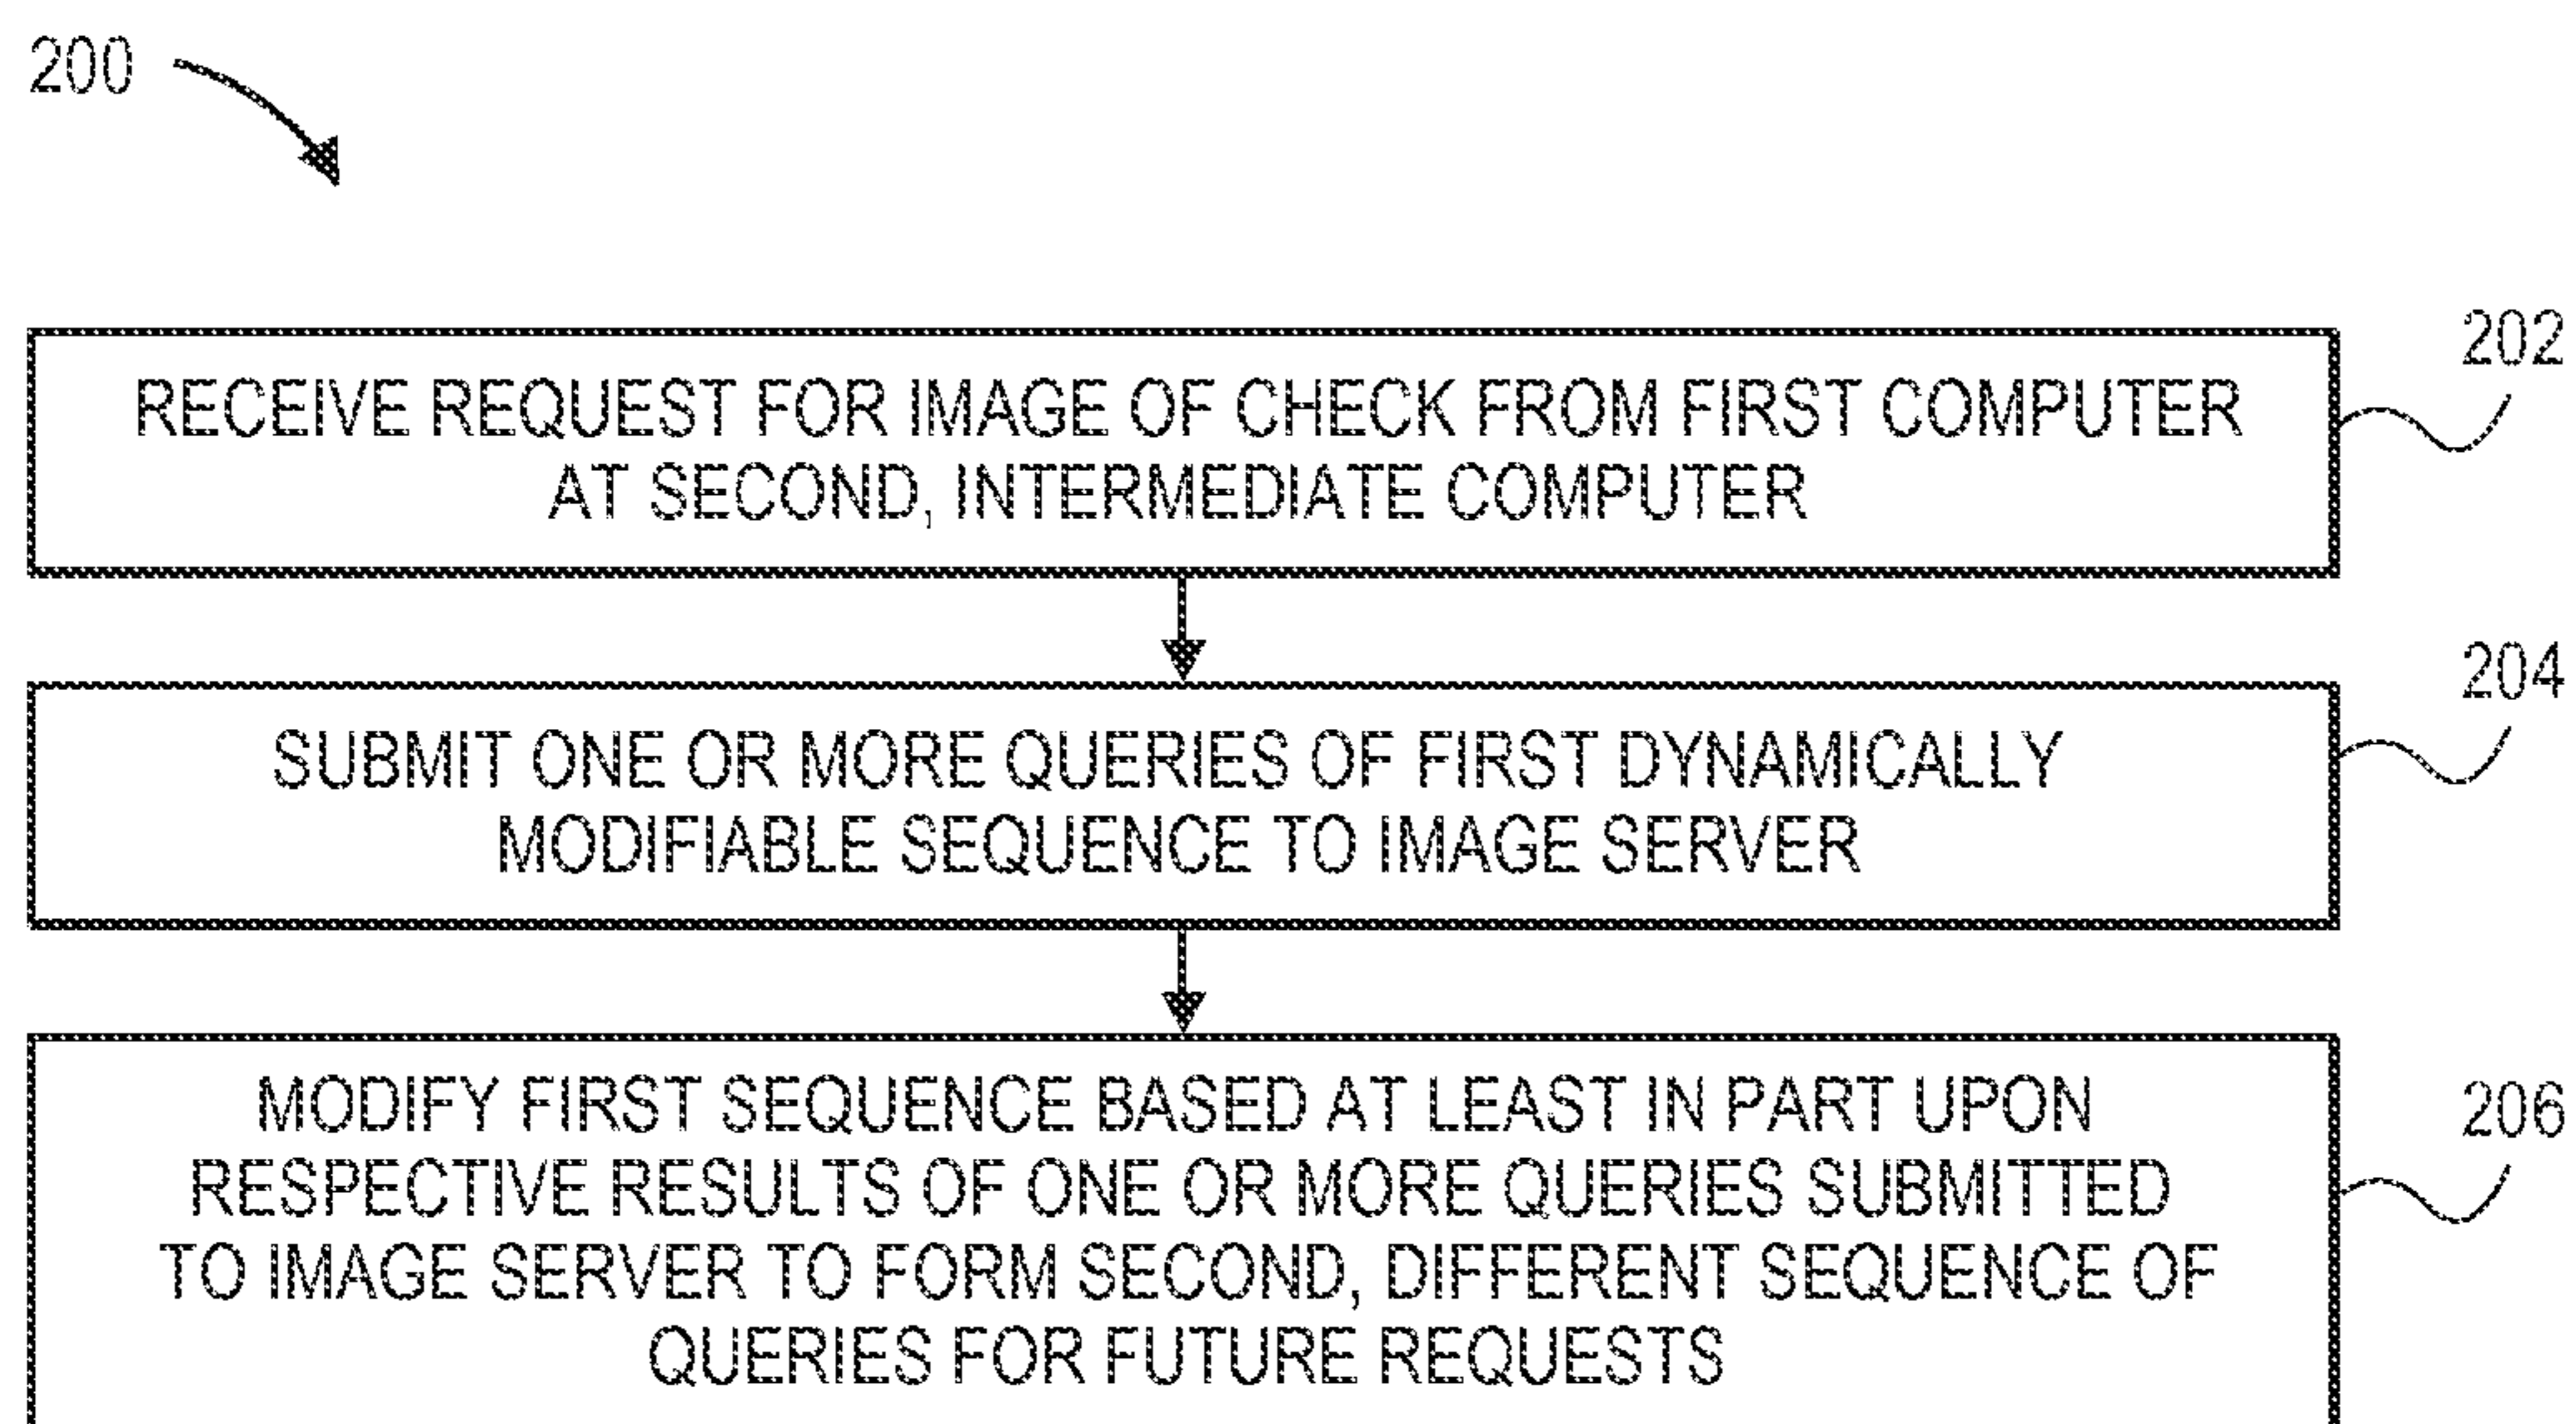 200
202
RECEIVE REQUEST FOR IMAGE OF CHECK FROM FIRST COMPUTER
AT SECOND, INTERMEDIATE COMPUTER
204
SUBMIT ONE OR MORE QUERIES OF FIRST DYNAMICALLY
MODIFIABLE SEQUENCE TO IMAGE SERVER
206
MODIFY FIRST SEQUENCE BASED AT LEAST IN PART UPON
RESPECTIVE RESULTS OF ONE OR MORE QUERIES SUBMITTED
TO IMAGE SERVER TO FORM SECOND, DIFFERENT SEQUENCE OF
QUERIES FOR FUTURE REQUESTS